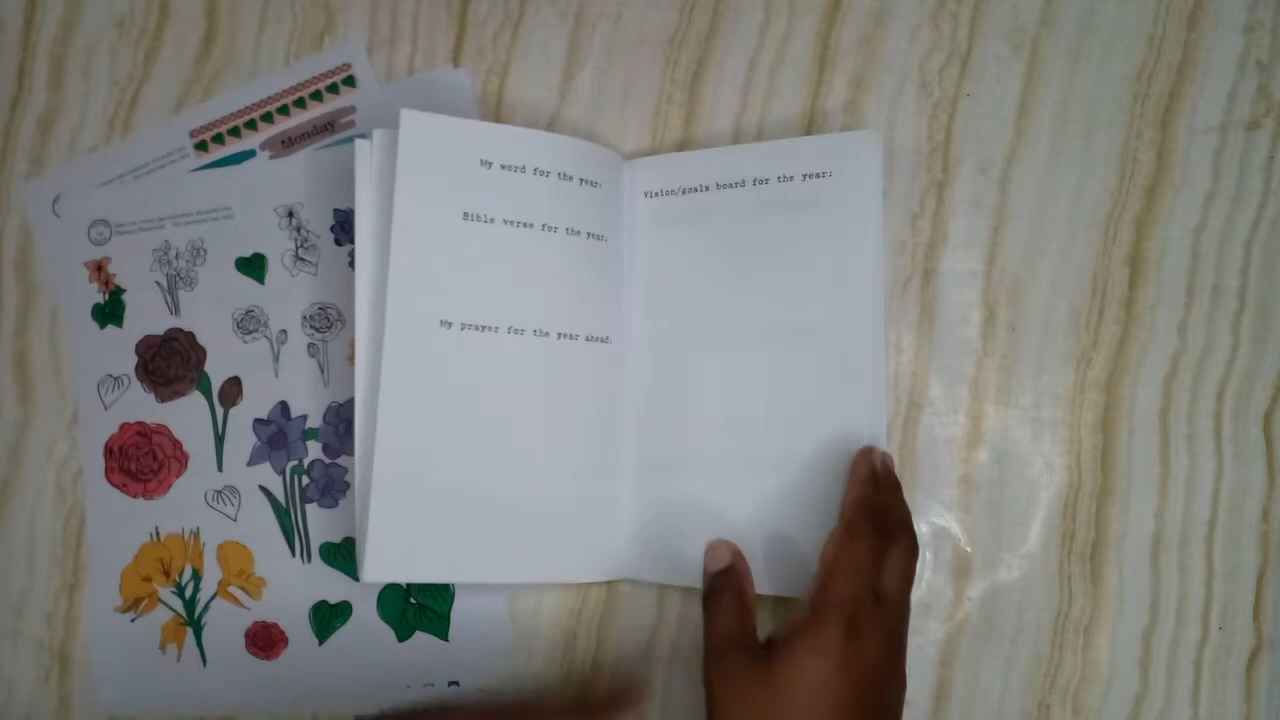 Monday
My word for the year:
Bible verse for the year:
My prayer for the year ahead:
Vision/goals board for the year: